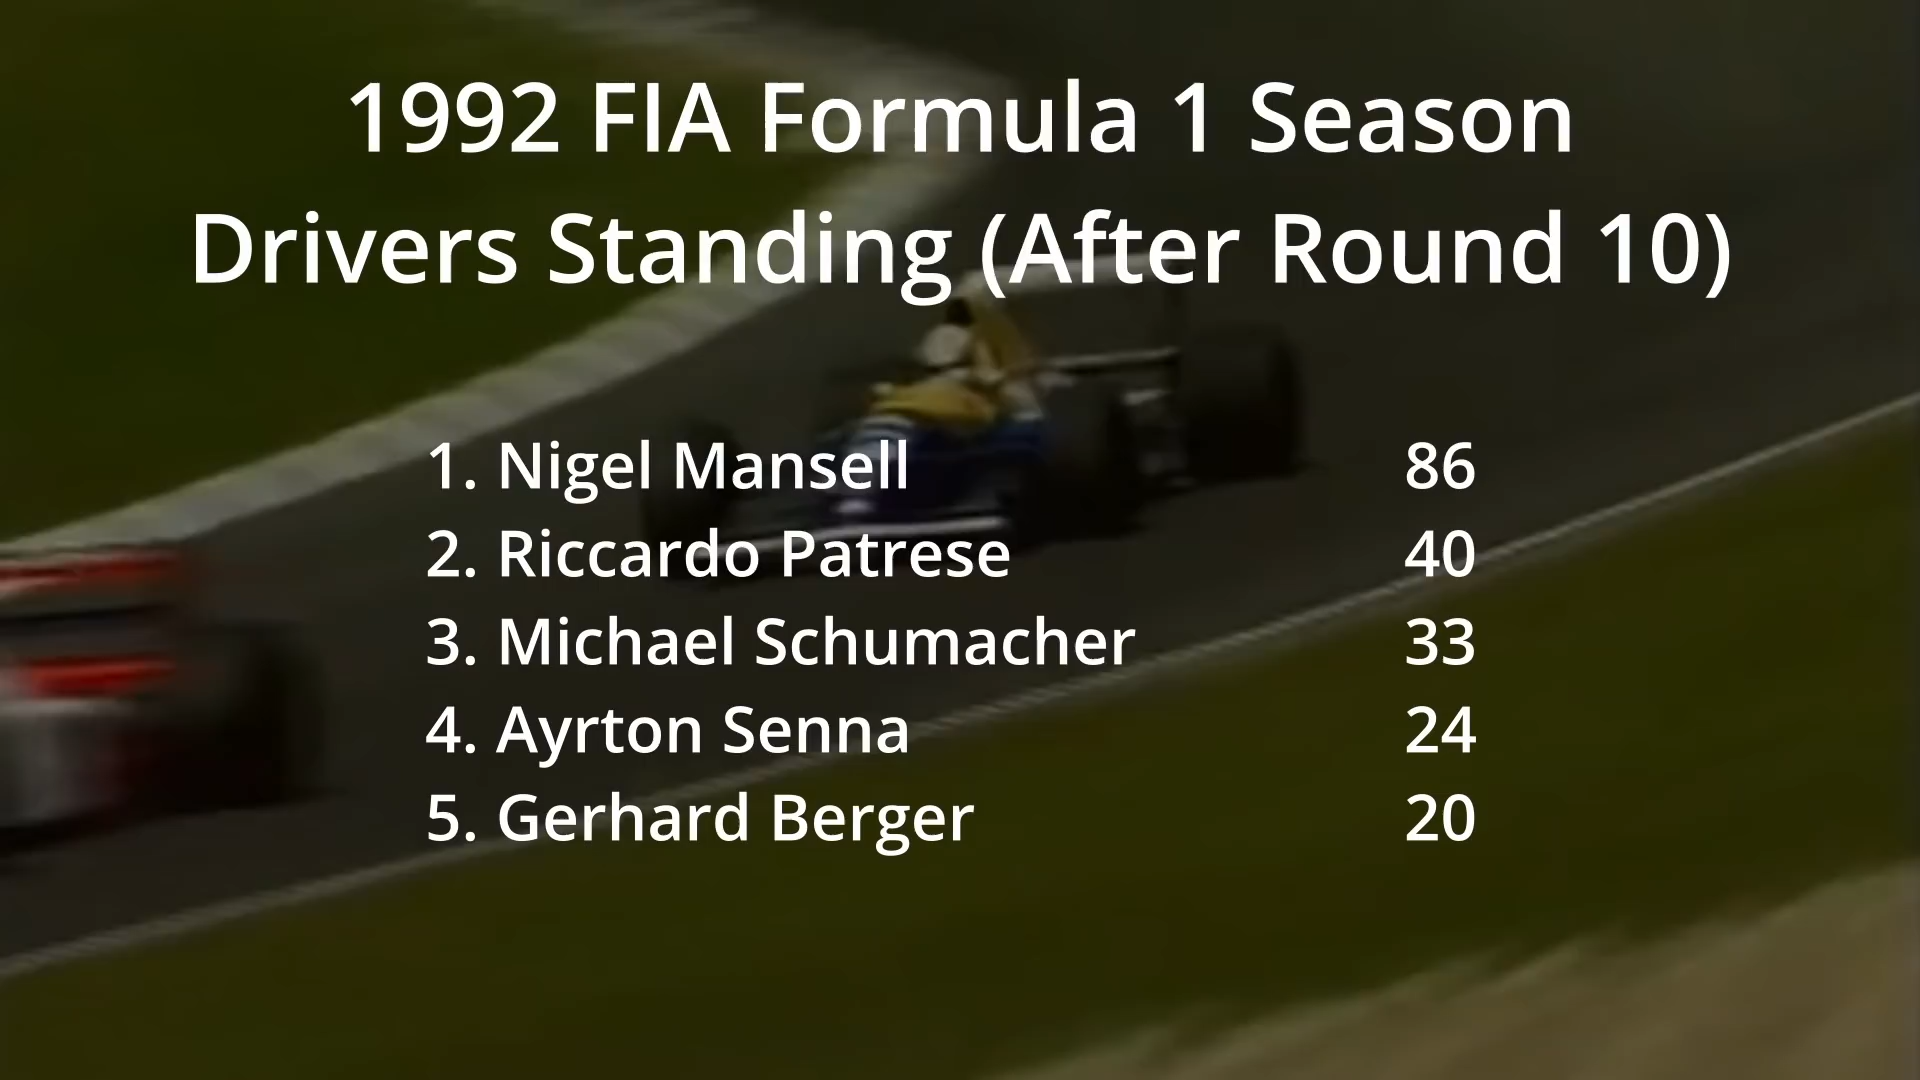 1992 FIA Formula 1 Season
Drivers Standing (After Round 10)
1. Nigel Mansell 86
2. Riccardo Patrese 40
3. Michael Schumacher 33
4. Ayrton Senna 24
5. Gerhard Berger 20